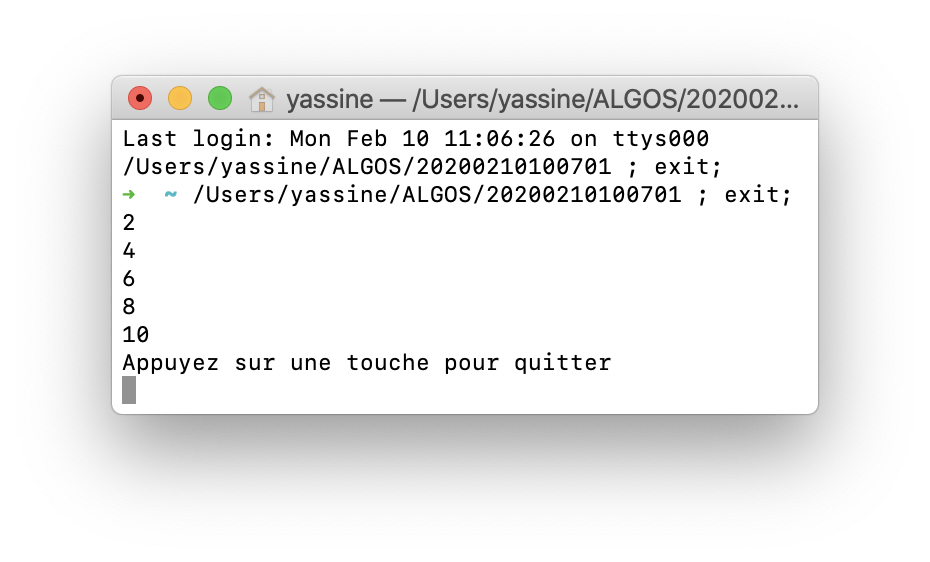 yassine — /Users/yassine/ALGOS/202002...
Last login: Mon Feb 10 11:06:26 on ttys000
/Users/yassine/ALGOS/20200210100701 ; exit;
➜  ~ /Users/yassine/ALGOS/20200210100701 ; exit;
2
4
6
8
10
Appuyez sur une touche pour quitter